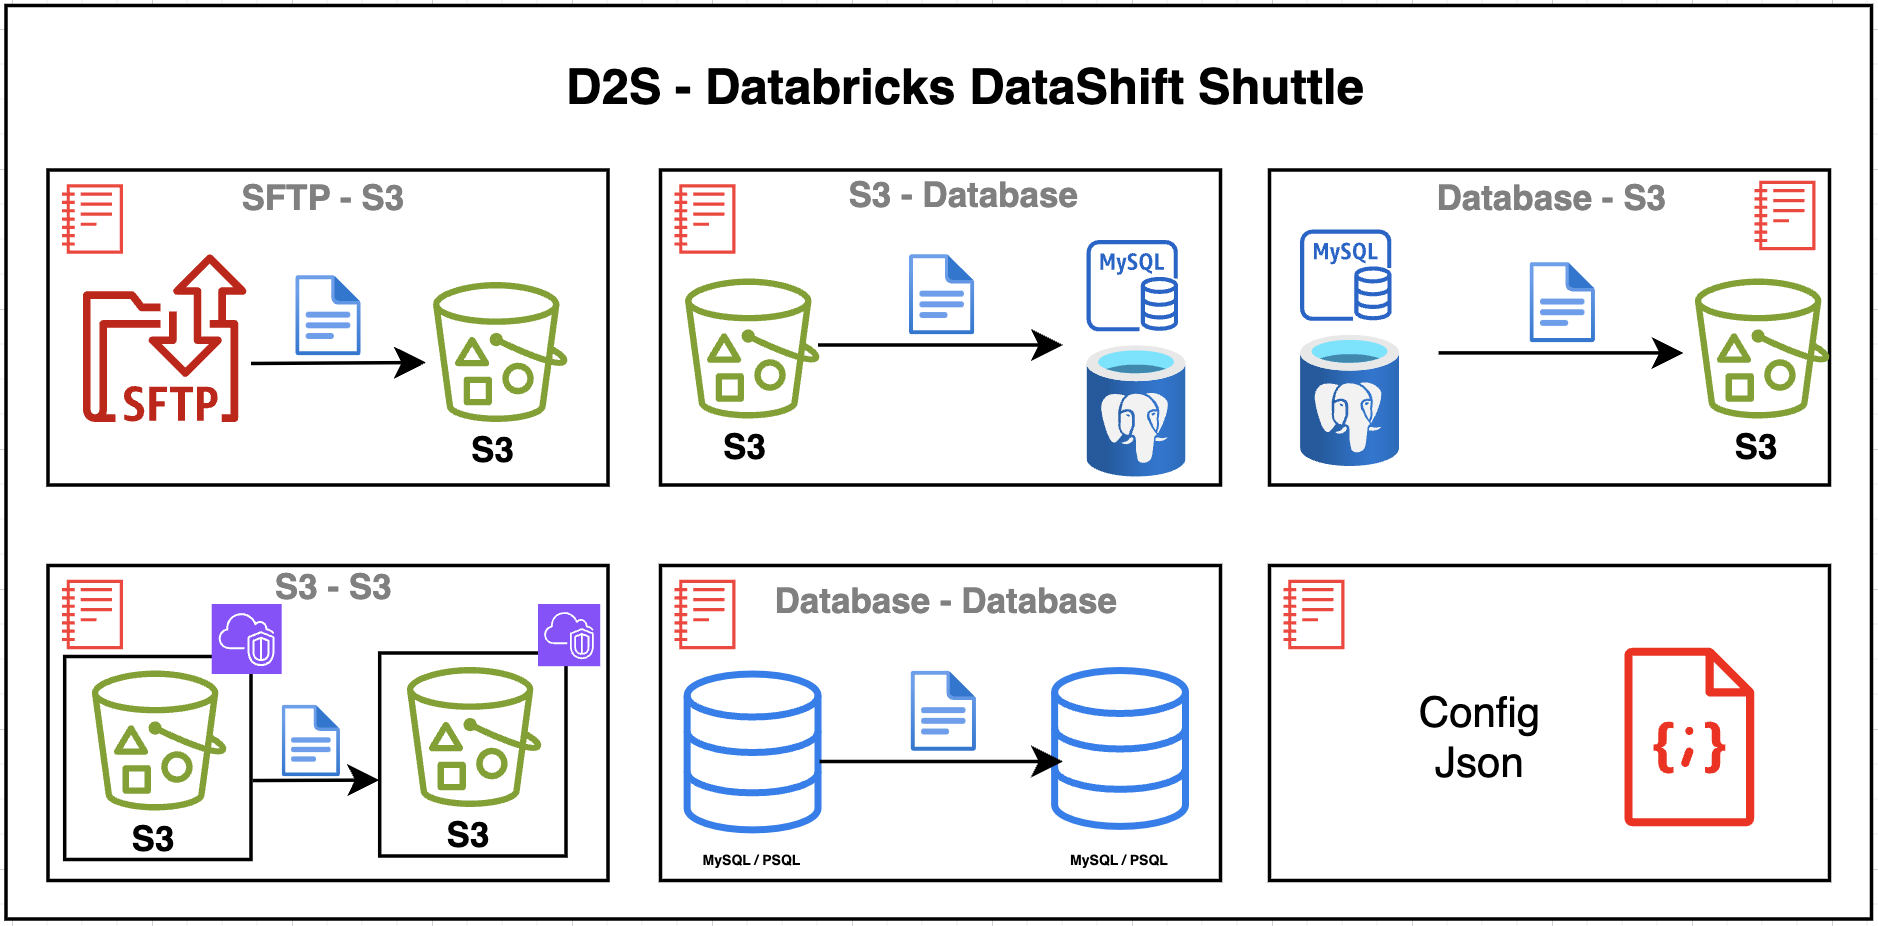 D2S - Databricks DataShift Shuttle
SFTP - S3
SFTP
S3
S3 - Database
S3
MySQL
Database - S3
MySQL
S3
S3 - S3
S3
S3
Database - Database
MySQL / PSQL
MySQL / PSQL
Config
Json
{;}